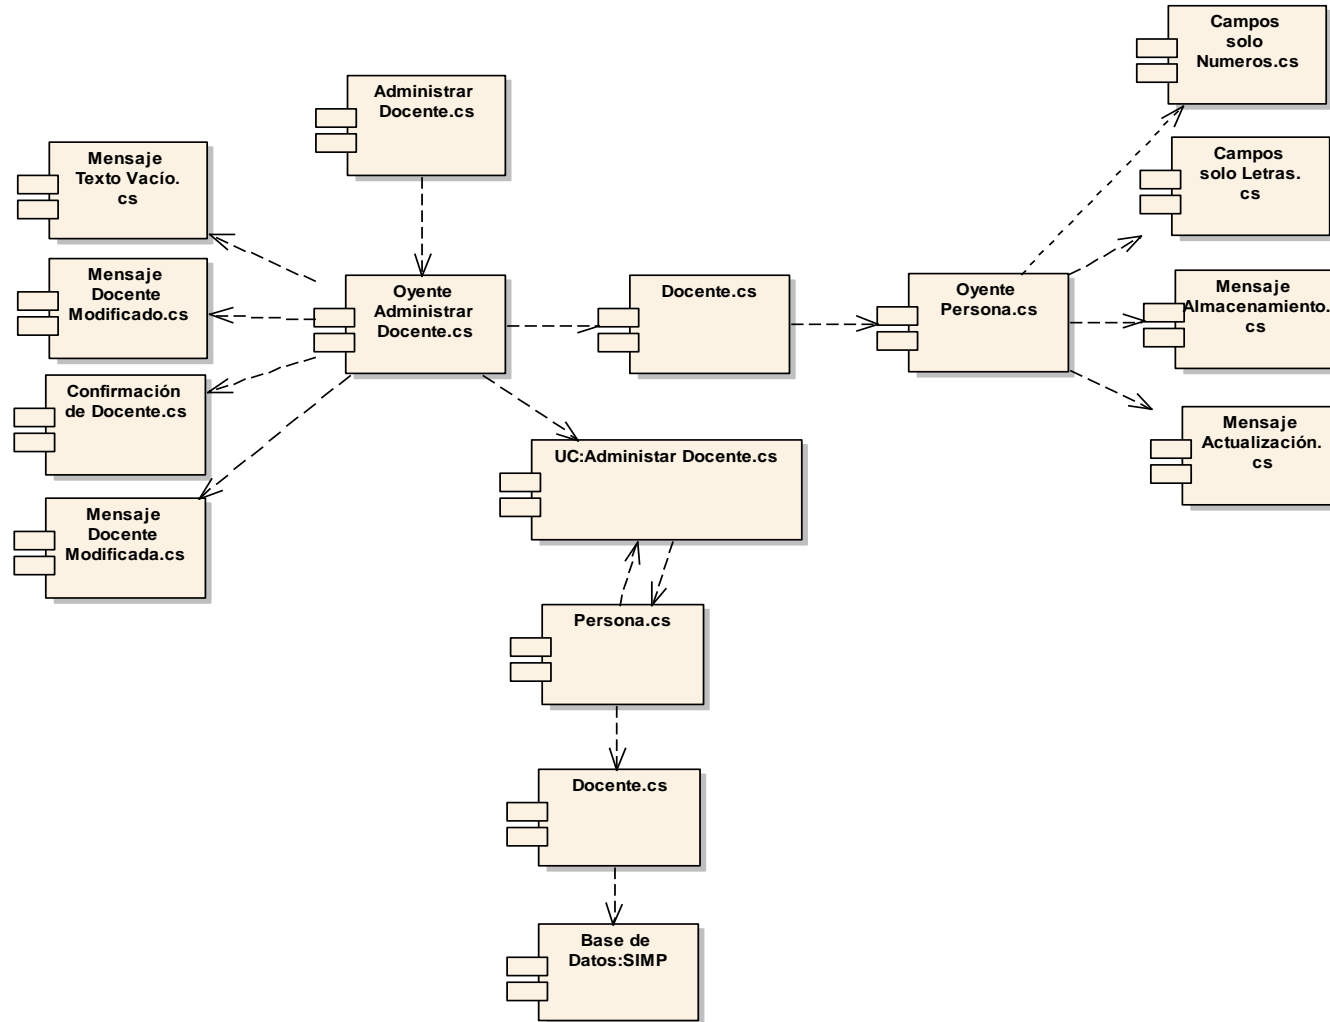 Campos
solo
Numeros.cs
Administrar
Docente.cs
Mensaje
Texto Vacío.
cs
Campos
solo Letras.
cs
Mensaje
Docente
Modificado.cs
Oyente
Administrar
Docente.cs
Docente.cs
Oyente
Persona.cs
Mensaje
Almacenamiento.
cs
Confirmación
de Docente.cs
Mensaje
Actualización.
cs
UC:Administar Docente.cs
Mensaje
Docente
Modificada.cs
Persona.cs
Docente.cs
Base de
Datos:SIMP